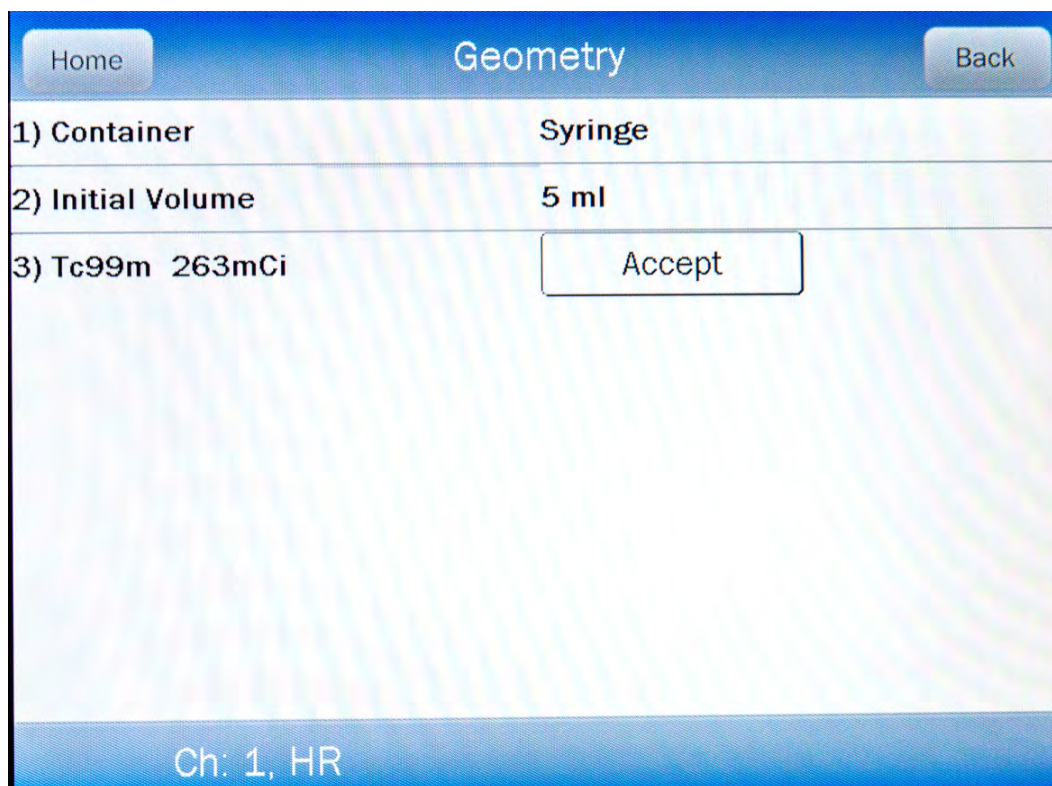 Home Geometry Back
1) Container Syringe
2) Initial Volume 5 ml
3) Tc99m 263mCi Accept
Ch: 1, HR